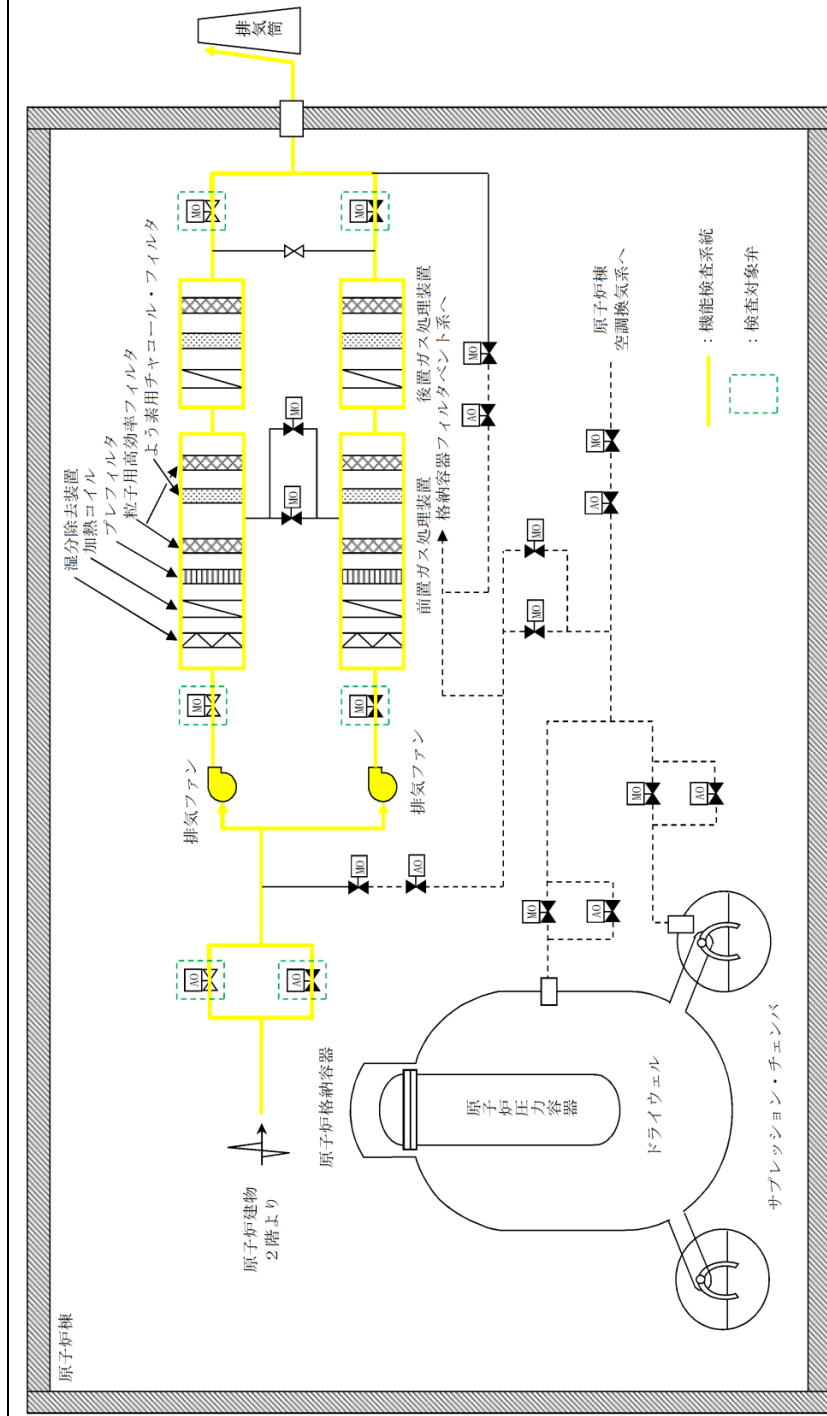 原子炉棟
原子炉建物
2階より
AO
AO
排気ファン
排気ファン
MO
MO
湿分除去装置
加熱コイル
プレフィルタ
粒子用高効率フィルタ
よう素用チャコール・フィルタ
MO
MO
前置ガス処理装置
後置ガス処理装置
MO
MO
排気筒
格納容器フィルタベント系へ
AO
MO
MO
AO
MO
MO
AO
MO
原子炉棟
空調換気系へ
原子炉格納容器
原子炉圧力容器
ドライウェル
サプレッション・チェンバ
MO
AO
MO
AO
:機能検査系統
:検査対象弁